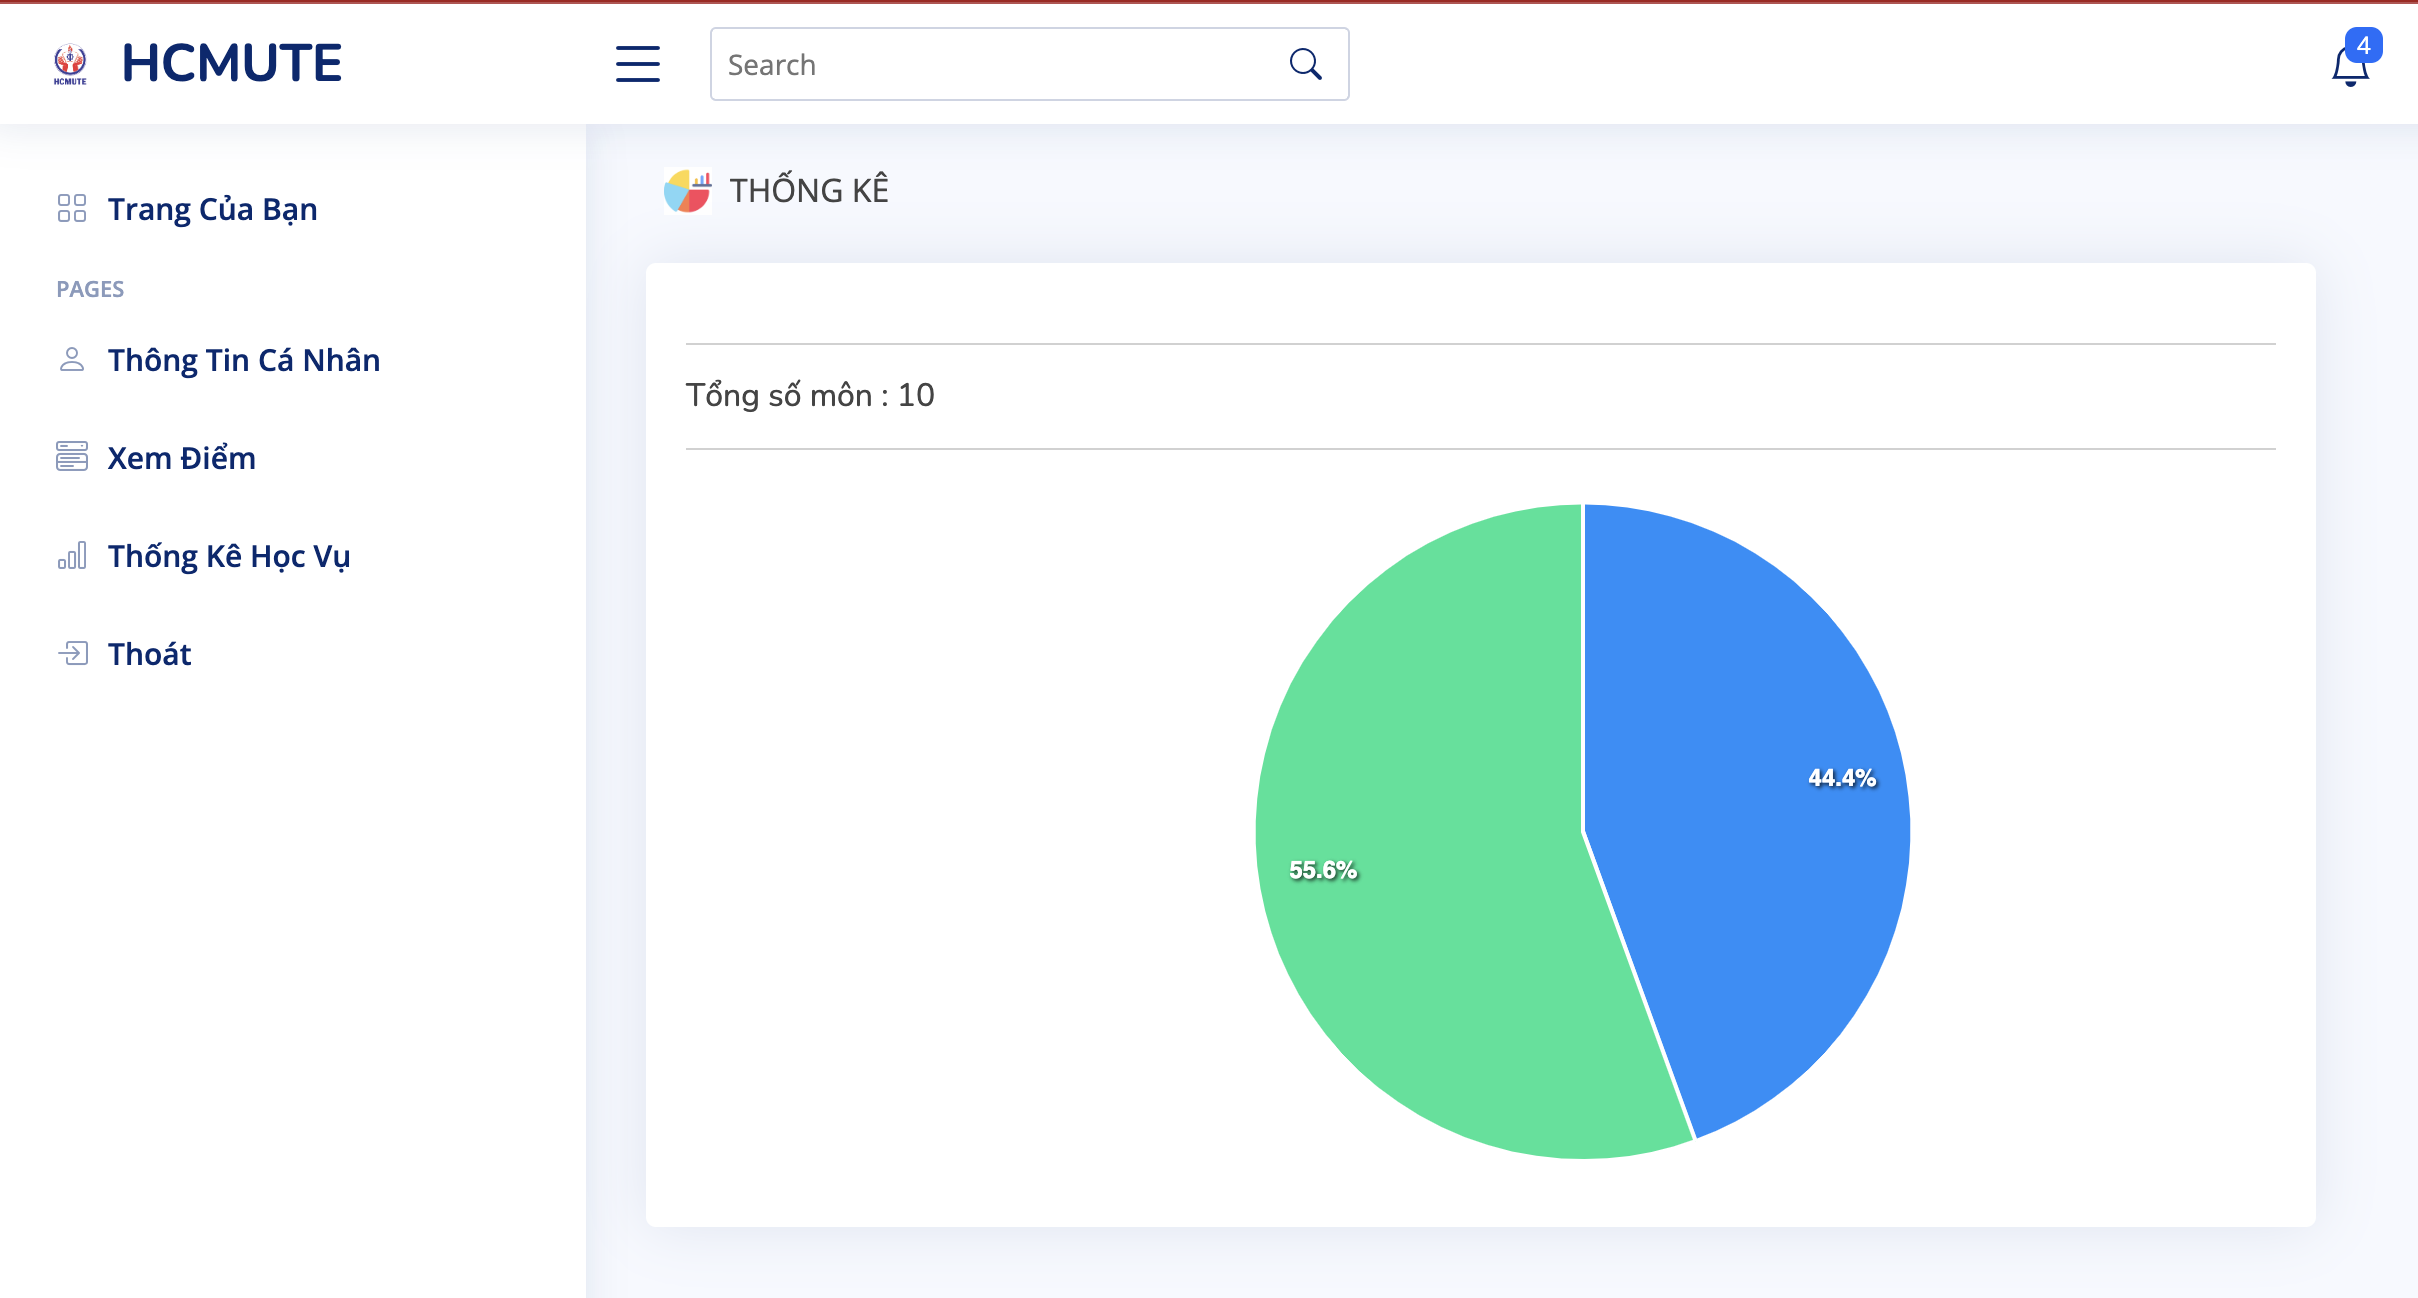 HCMUTE
HCMUTE
Search
4
Trang Của Bạn
PAGES
Thông Tin Cá Nhân
Xem Điểm
Thống Kê Học Vụ
Thoát
THỐNG KÊ
Tổng số môn : 10
44.4%
55.6%